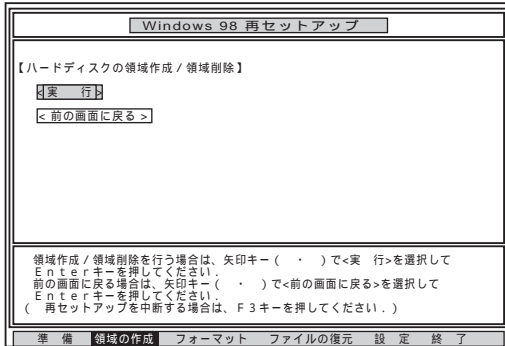 Windows 98 再セットアップ
【ハードディスクの領域作成/領域削除】
<実　行>
<前の画面に戻る>
領域作成/領域削除を行う場合は、矢印キー(　・　)で<実　行>を選択して
Enterキーを押してください.
前の画面に戻る場合は、矢印キー(　・　)で<前の画面に戻る>を選択して
Enterキーを押してください.
(　再セットアップを中断する場合は、F3キーを押してください.)
準　備　領域の作成　フォーマット　ファイルの復元　設　定　終　了